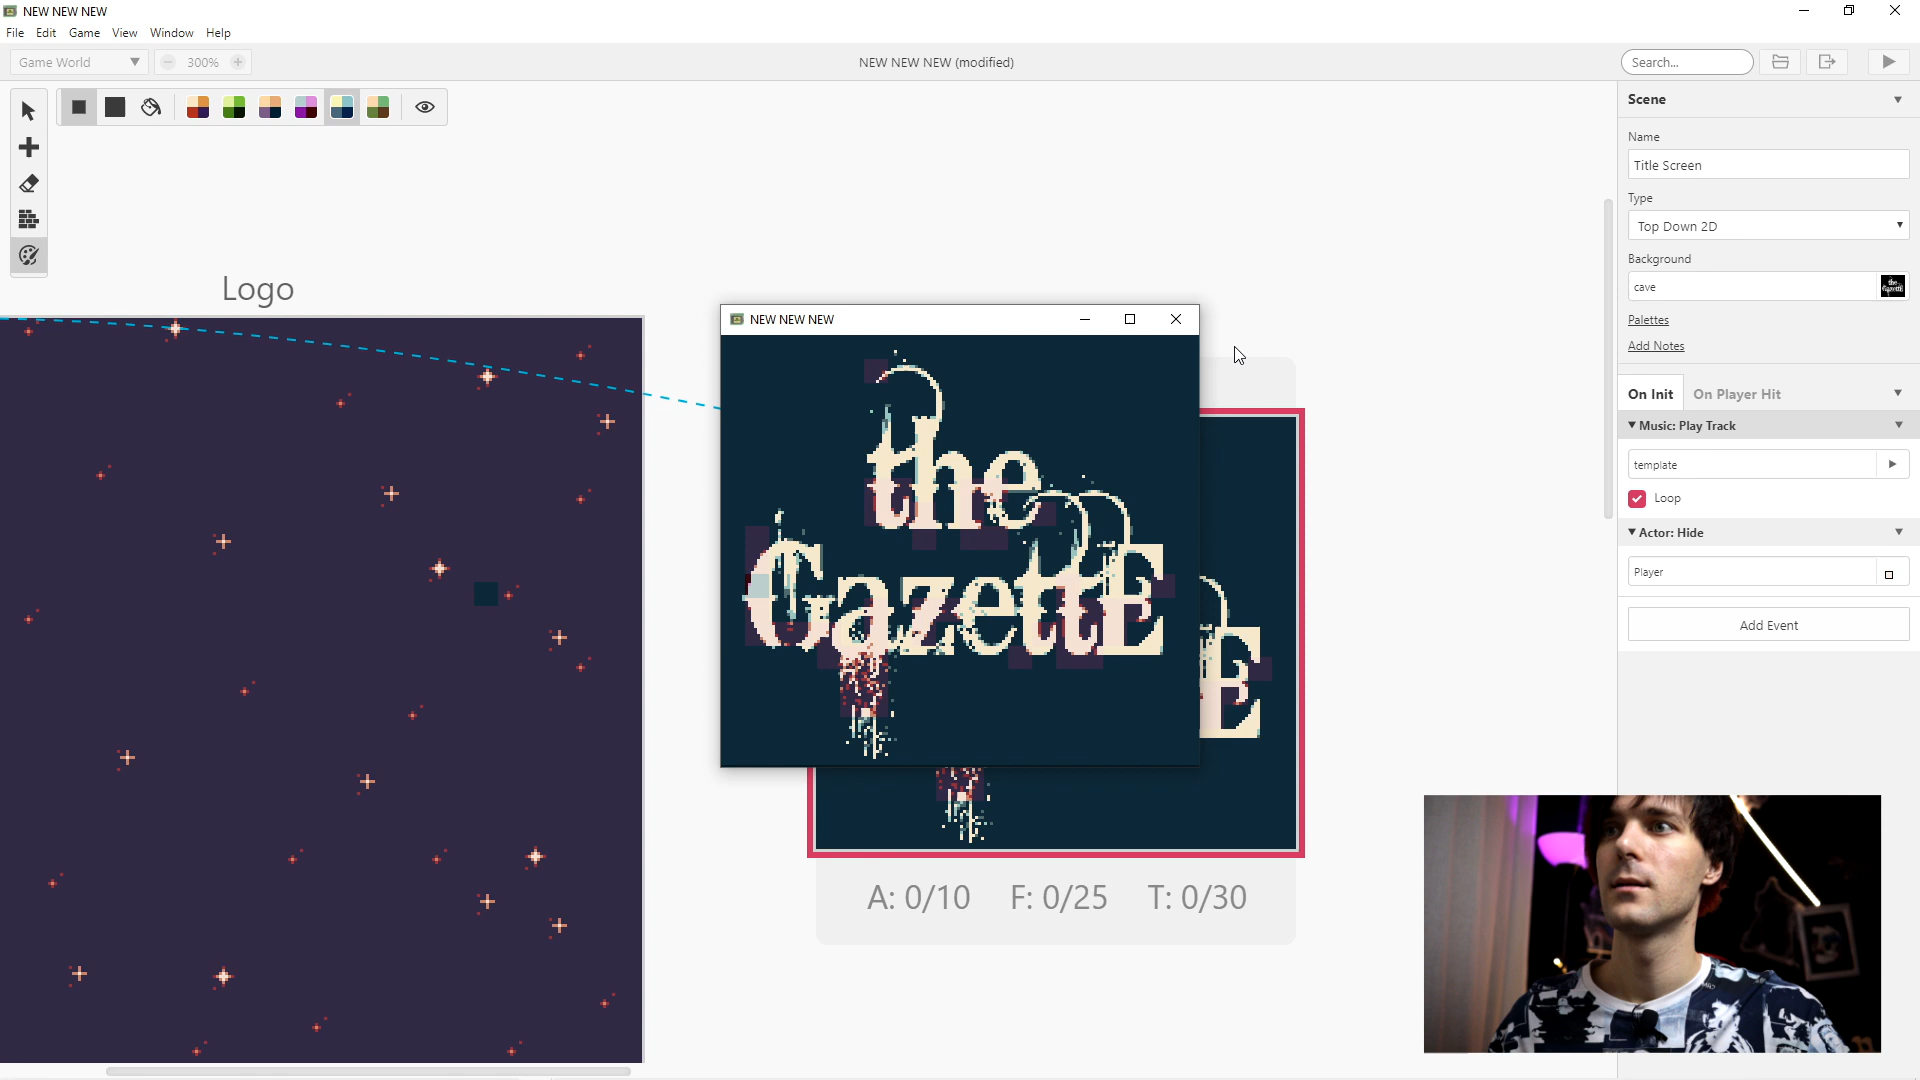 NEW NEW NEW
File Edit Game View Window Help
Game World 300% NEW NEW NEW (modified) Search...
Scene
Name
Title Screen
Type
Top Down 2D
Background
cave
Palettes
Add Notes
On Init On Player Hit
Music: Play Track
template
Loop
Actor: Hide
Player
Add Event
Logo
NEW NEW NEW
the
GazettE
E
A: 0/10 F: 0/25 T: 0/30